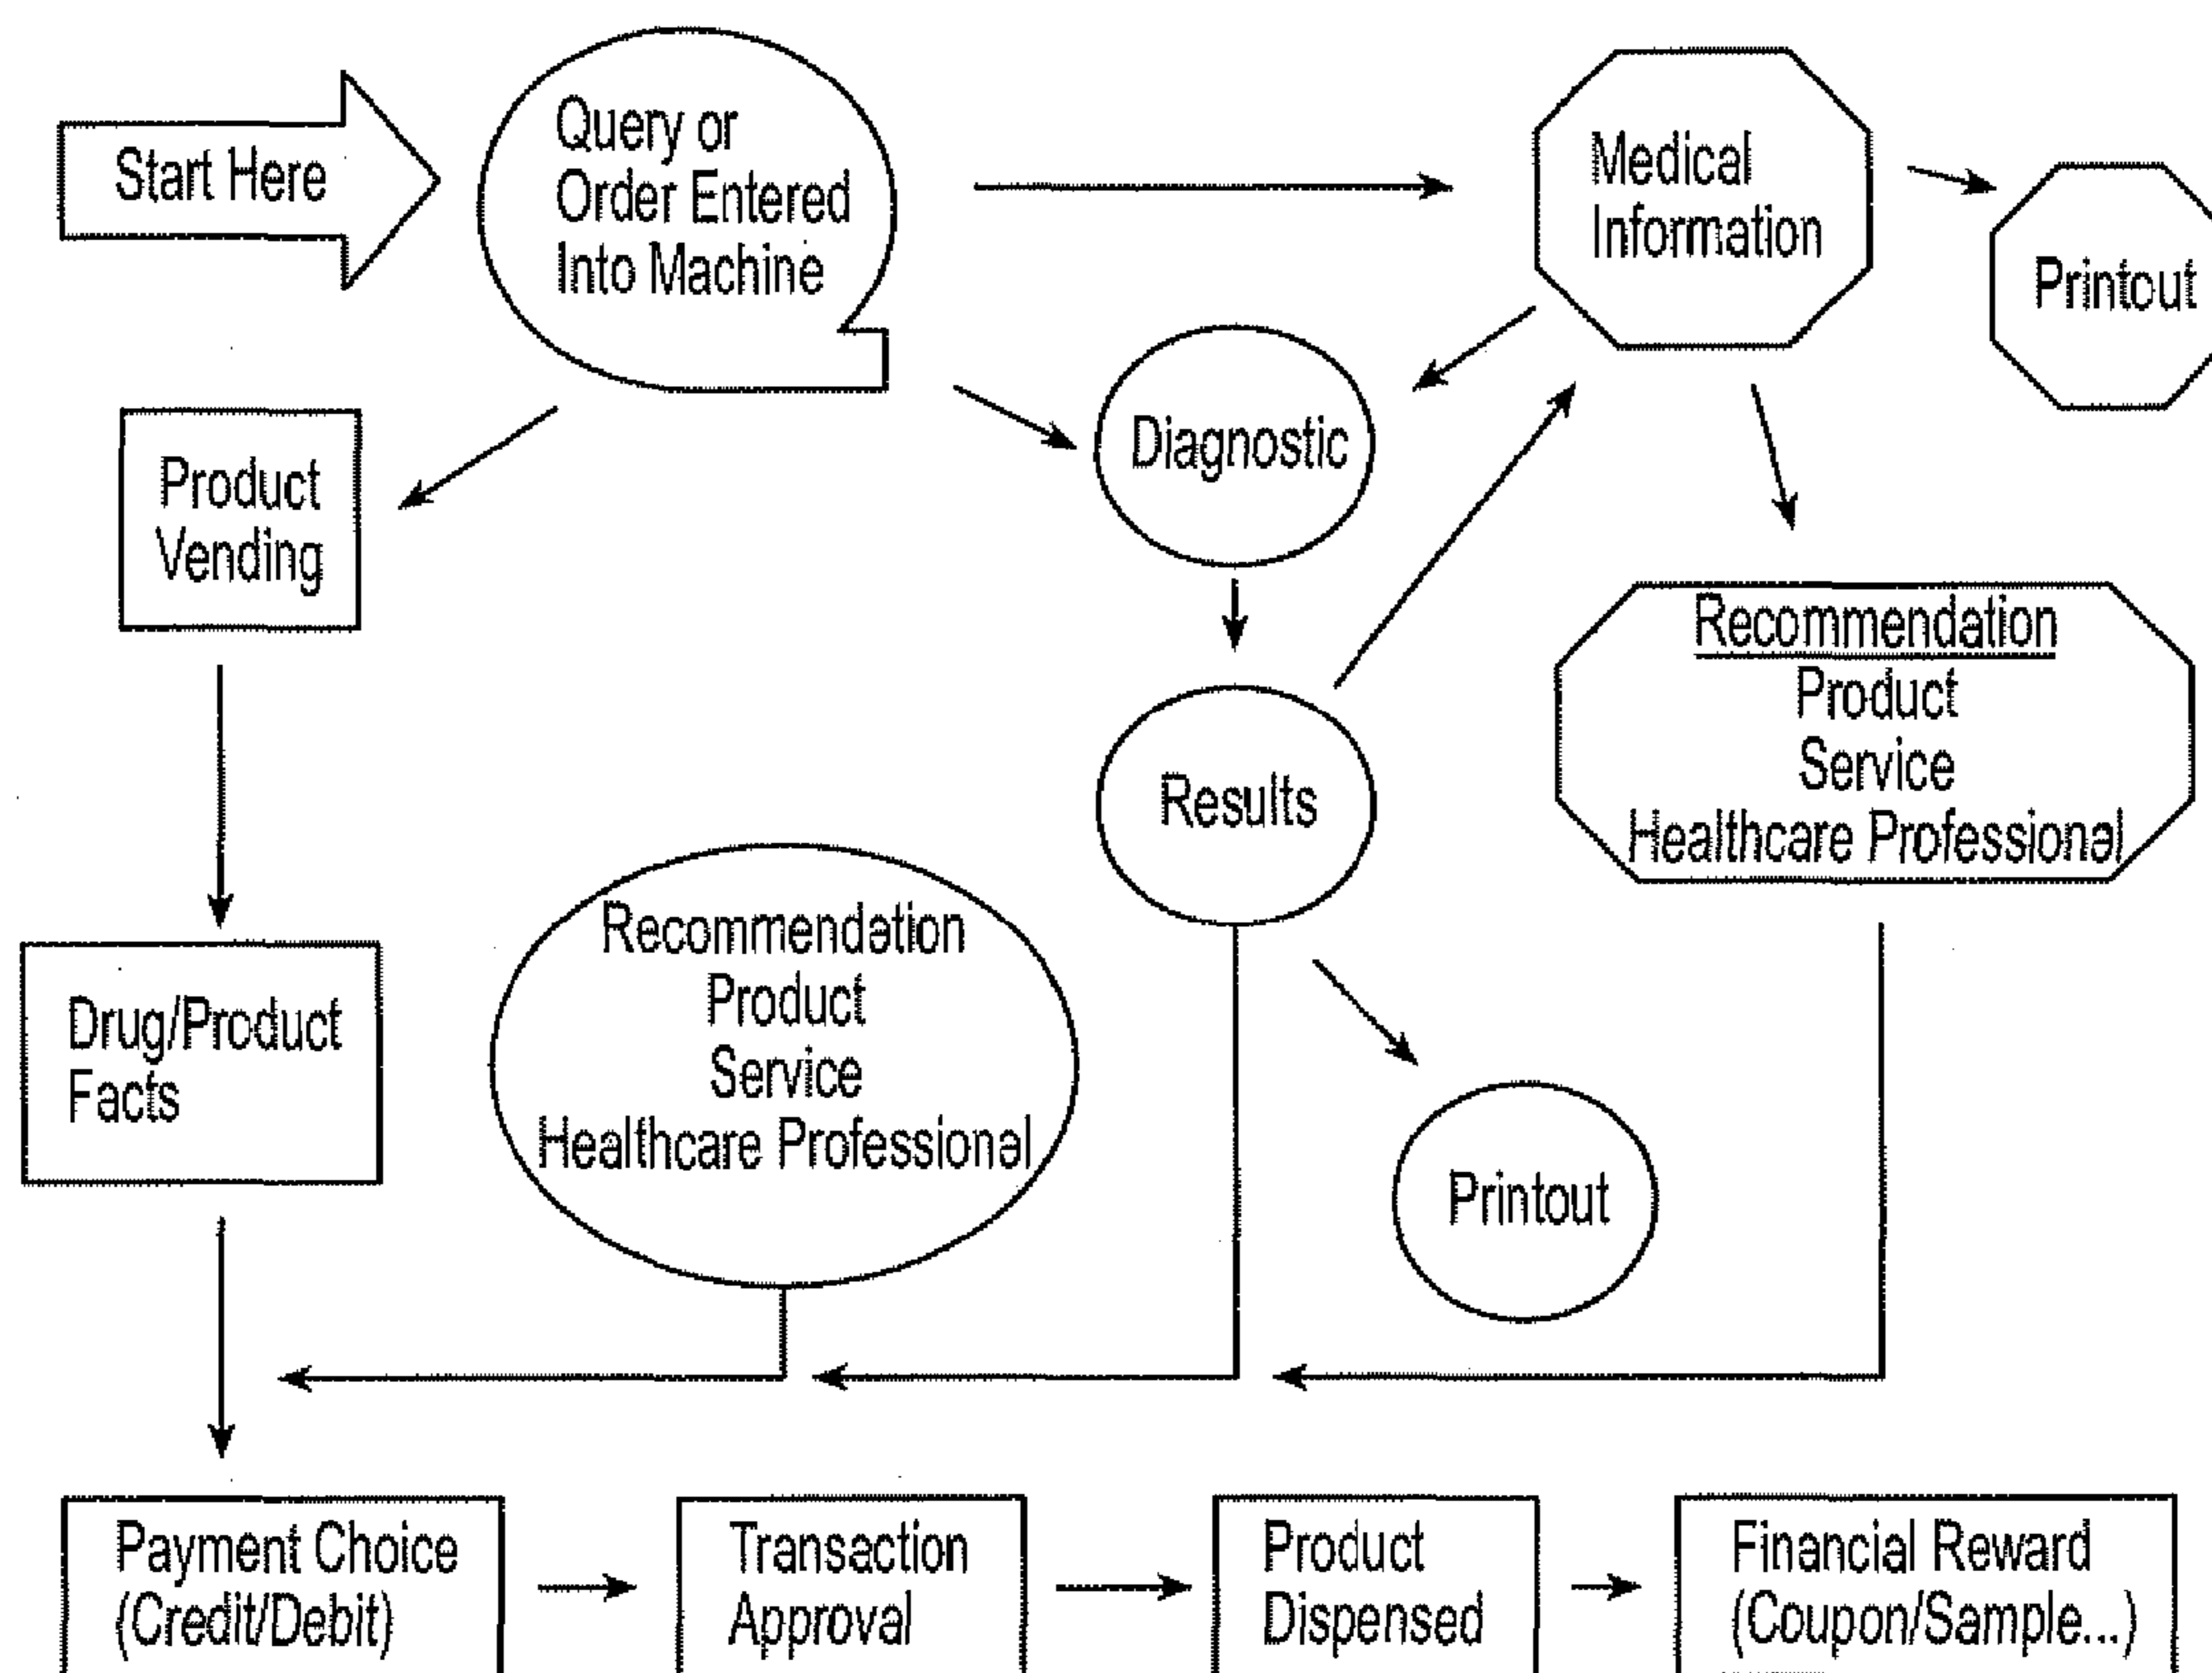 Start Here
Query or
Order Entered
Into Machine
Medical
Information
Printout
Diagnostic
Product
Vending
Recommendation
Product
Service
Healthcare Professional
Results
Recommendation
Product
Service
Healthcare Professional
Drug/Product
Facts
Printout
Payment Choice
(Credit/Debit)
Transaction
Approval
Product
Dispensed
Financial Reward
(Coupon/Sample...)